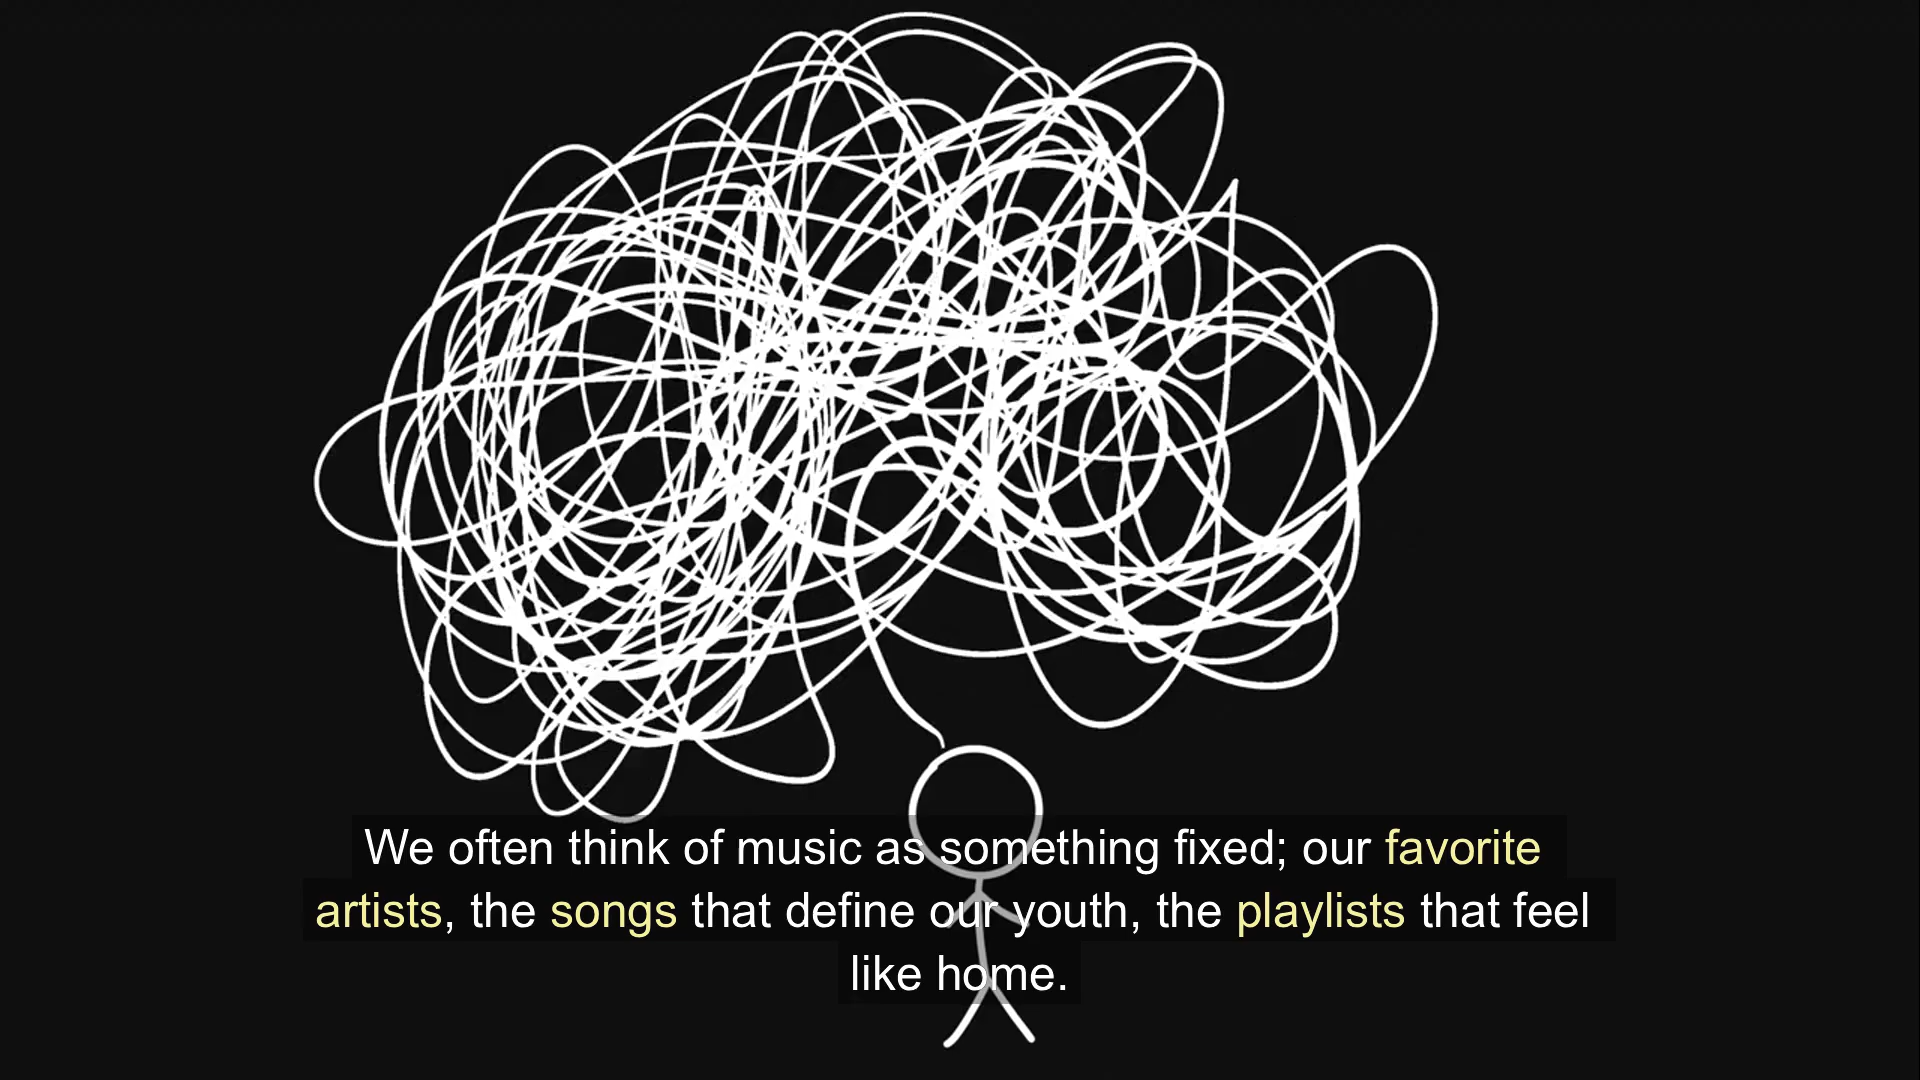 We often think of music as something fixed; our favorite
artists, the songs that define our youth, the playlists that feel
like home.